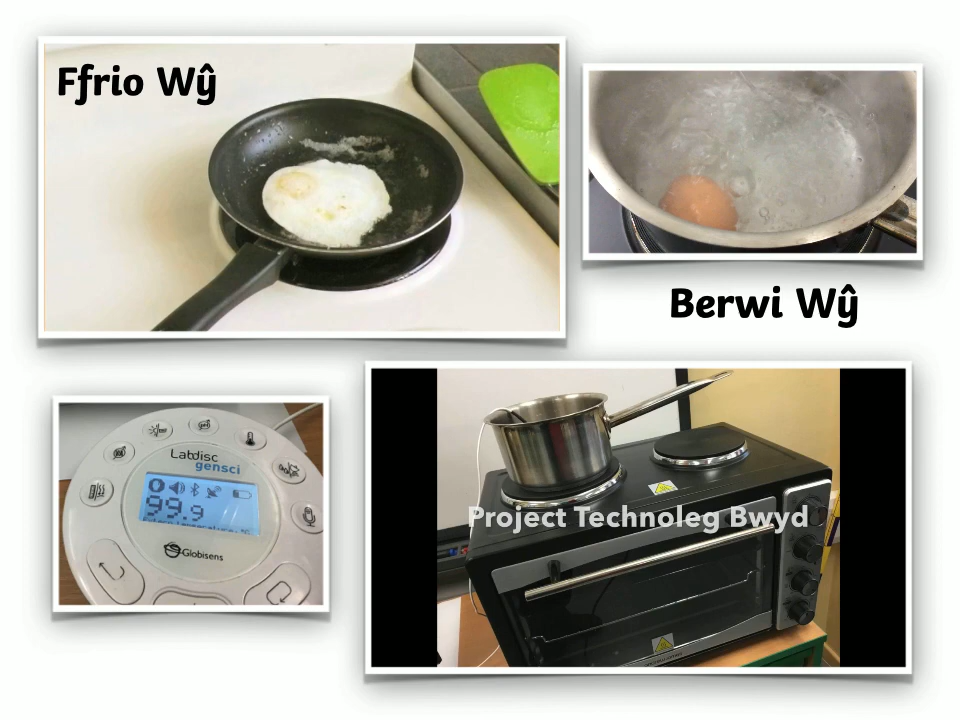 Ffrio Wŷ
Berwi Wŷ
Labdisc
gensci
99.9
Globisens
Project Technoleg Bwyd